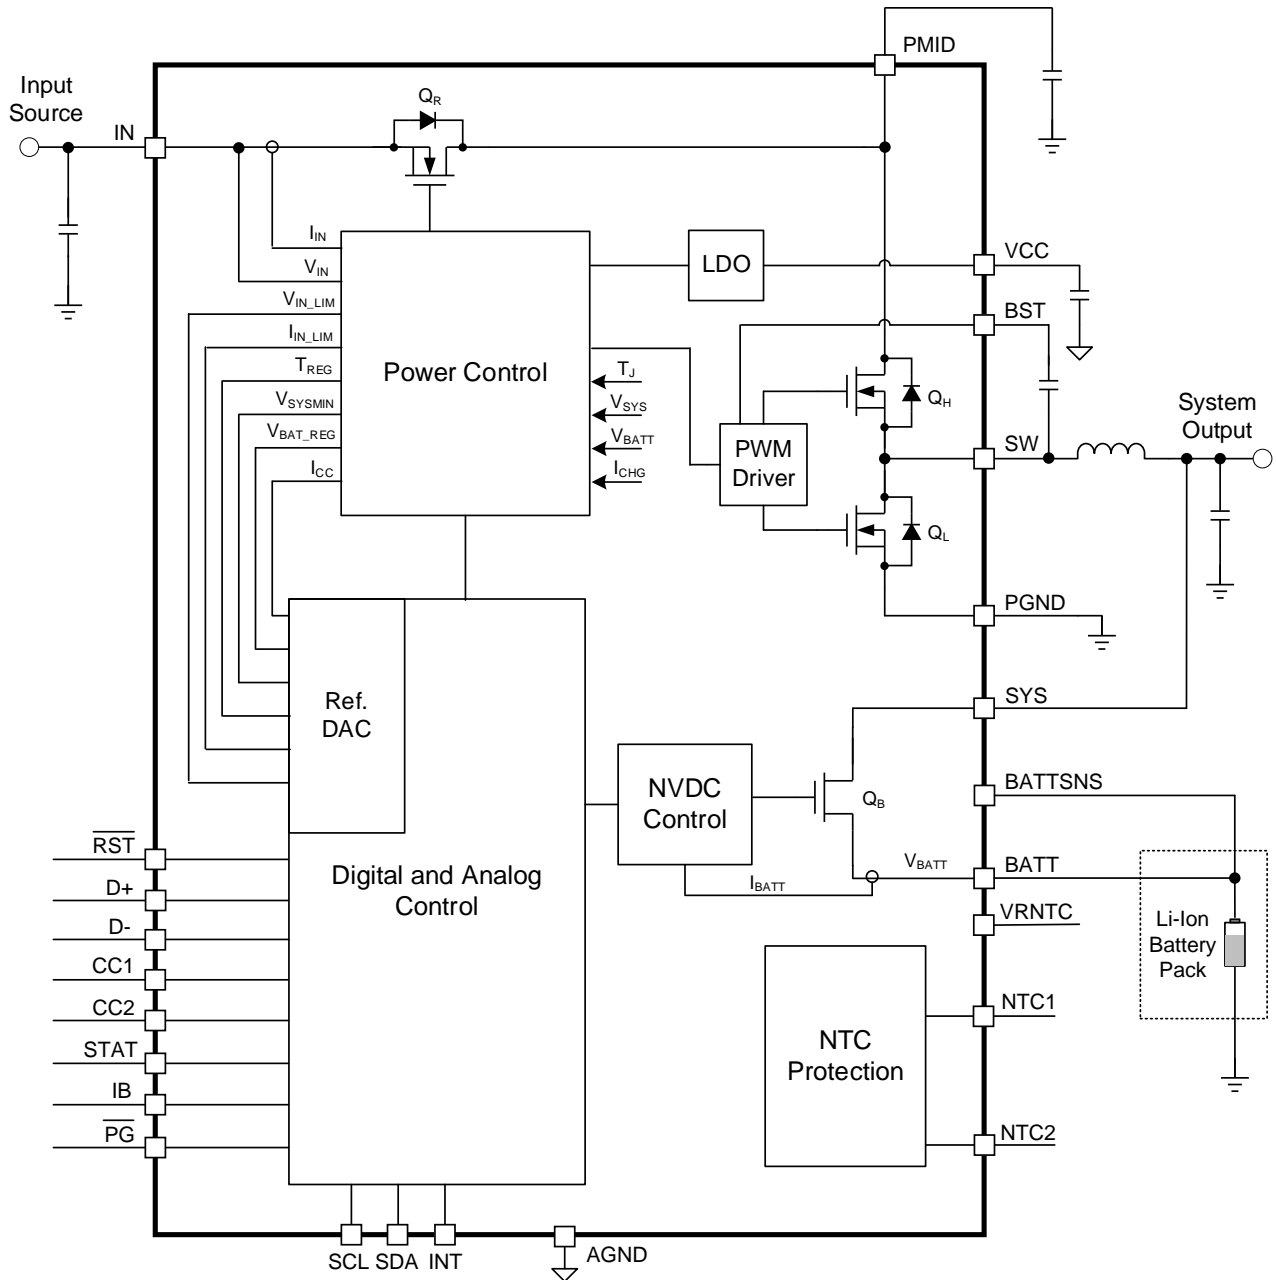 PMID
Input
Source
IN
QR
IIN
VIN
VIN_LIM
IIN_LIM
TREG
VSYSMIN
VBAT_REG
ICC
Power Control
TJ
VSYS
VBATT
ICHG
LDO
VCC
BST
PWM
Driver
QH
QL
SW
System
Output
PGND
SYS
Ref.
DAC
NVDC
Control
QB
BATTSNS
VBATT
BATT
IBATT
VRNTC
Li-Ion
Battery
Pack
RST
D+
D-
CC1
CC2
STAT
IB
PG
Digital and Analog
Control
NTC
Protection
NTC1
NTC2
SCL SDA INT
AGND